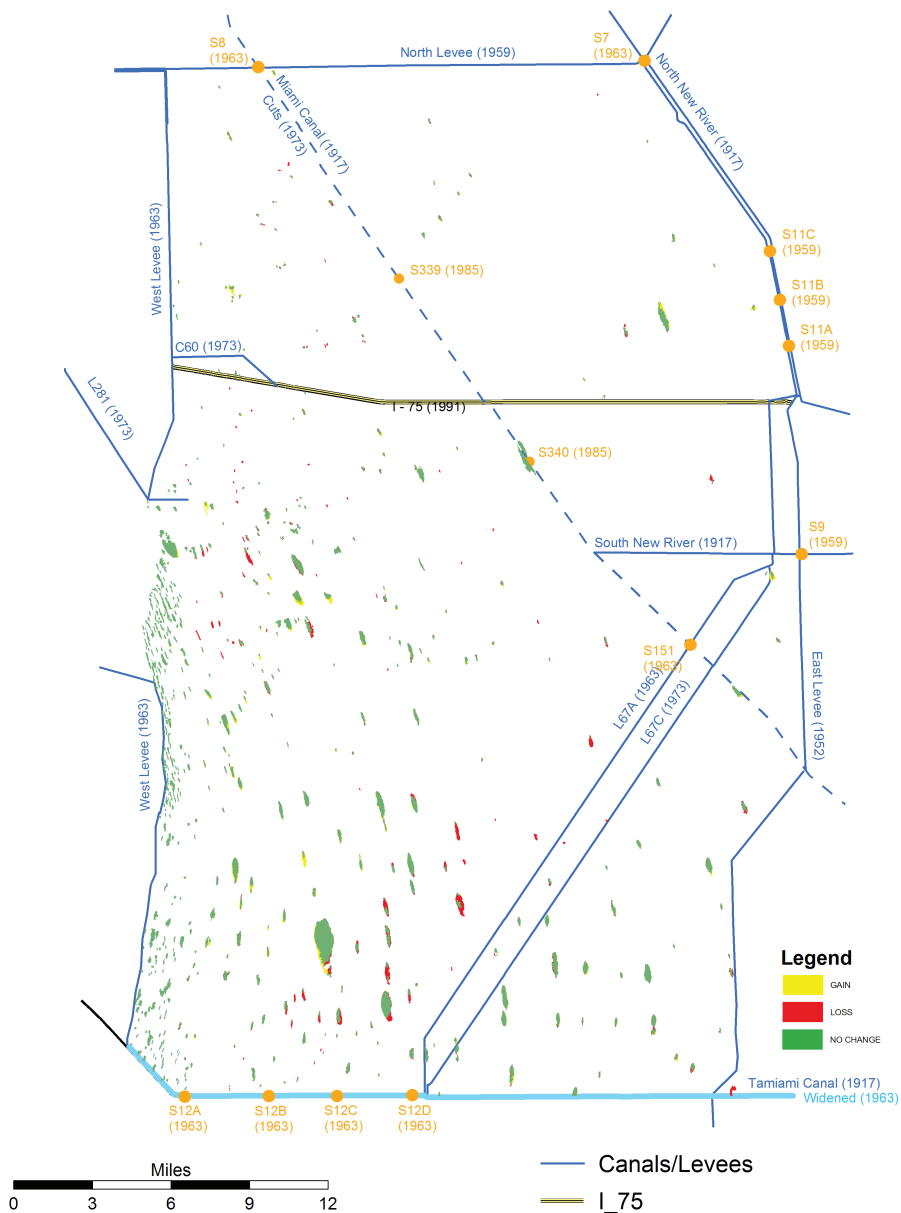 S8
(1963)
North Levee (1959)
S7
(1963)
North New River (1917)
Miami Canal (1917)
Cuts (1973)
West Levee (1963)
S11C
(1959)
S339 (1985)
S11B
(1959)
S11A
(1959)
C60 (1973)
L281 (1973)
I - 75 (1991)
S340 (1985)
South New River (1917)
S9
(1959)
S151
(1963)
L67A (1963)
L67C (1973)
East Levee (1952)
West Levee (1963)
Legend
GAIN
LOSS
NO CHANGE
Tamiami Canal (1917)
Widened (1963)
S12A
(1963)
S12B
(1963)
S12C
(1963)
S12D
(1963)
Miles
0 3 6 9 12
Canals/Levees
I_75